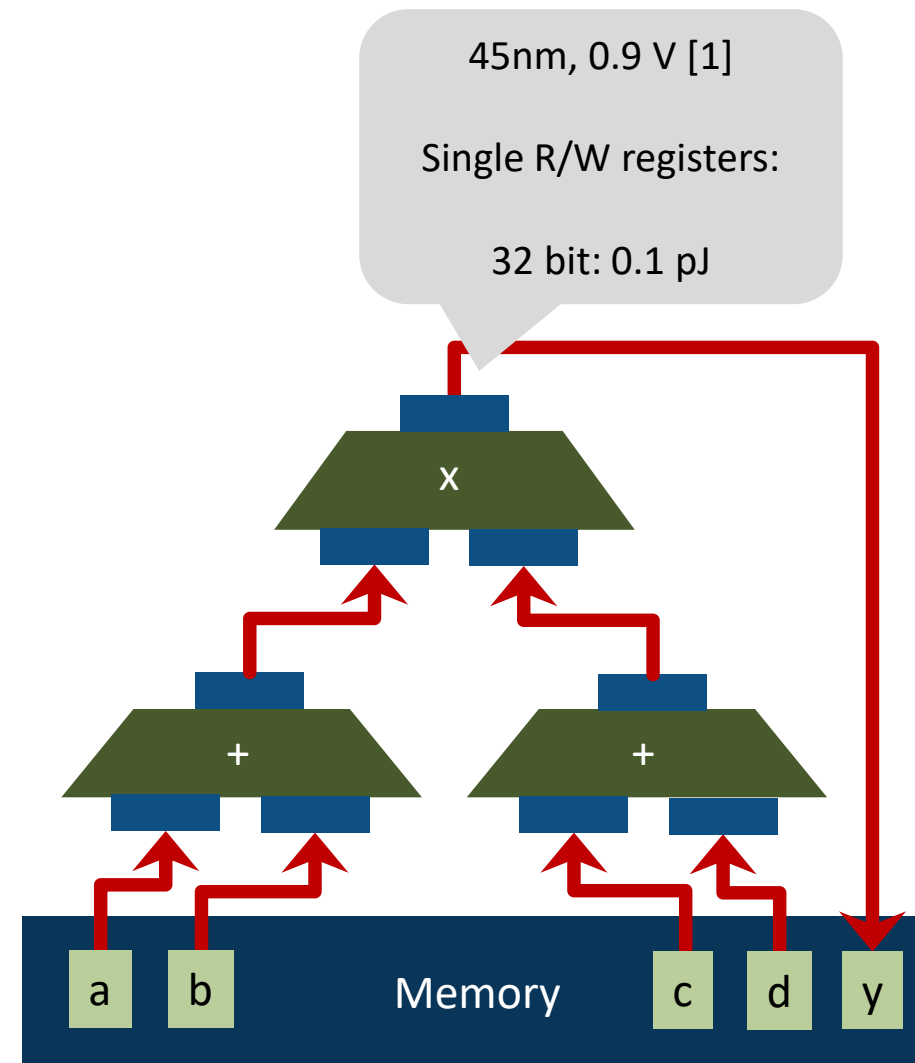 45nm, 0.9 V [1]
Single R/W registers:
32 bit: 0.1 pJ
x
+ +
a b Memory c d y